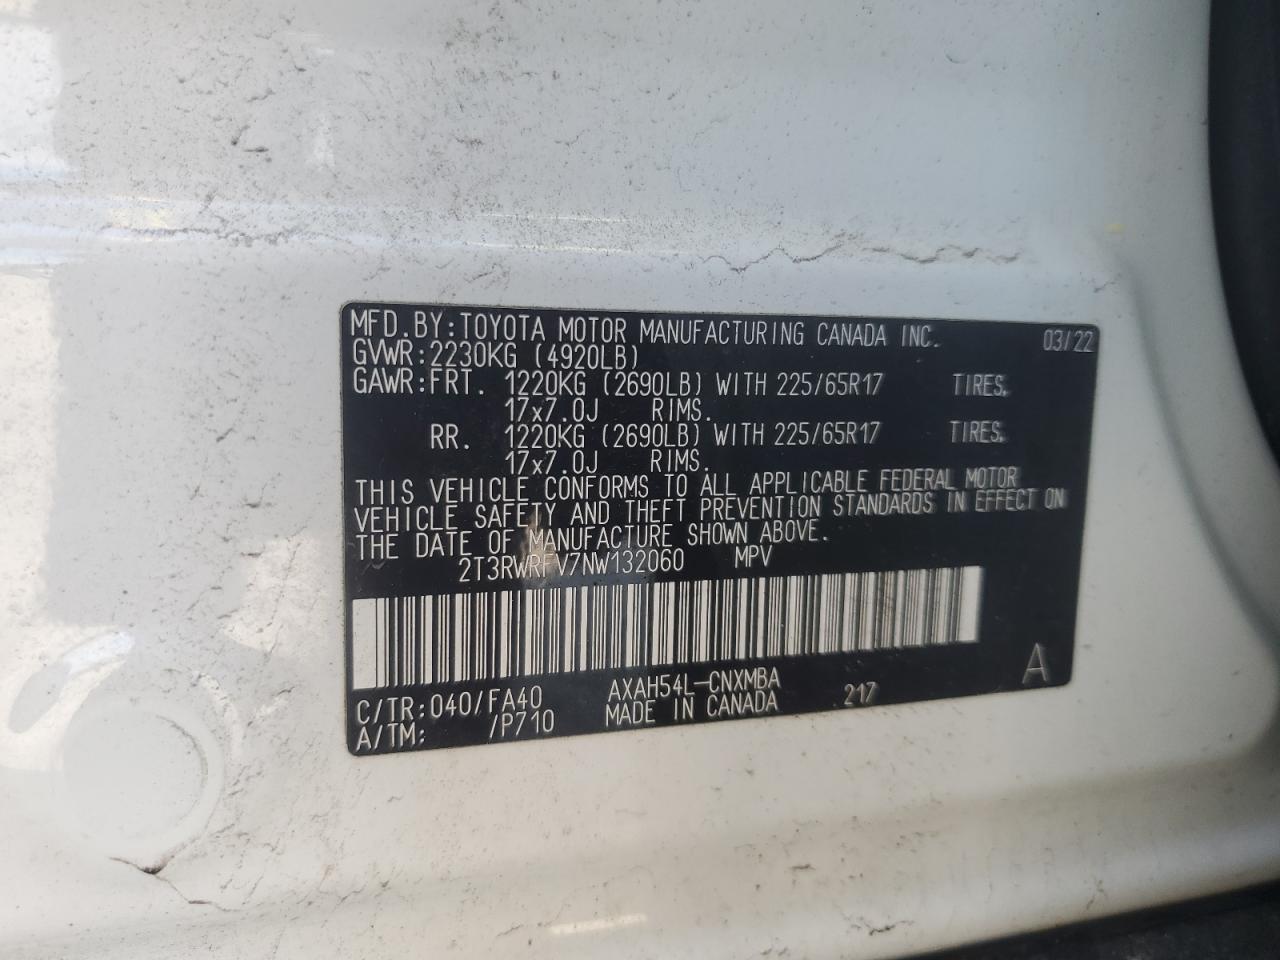 MFD.BY:TOYOTA MOTOR MANUFACTURING CANADA INC. 03/22
GVWR:2230KG (4920LB)
GAWR:FRT. 1220KG (2690LB) WITH 225/65R17 TIRES,
17x7.0J RIMS.
RR. 1220KG (2690LB) WITH 225/65R17 TIRES,
17x7.0J RIMS.
THIS VEHICLE CONFORMS TO ALL APPLICABLE FEDERAL MOTOR
VEHICLE SAFETY AND THEFT PREVENTION STANDARDS IN EFFECT ON
THE DATE OF MANUFACTURE SHOWN ABOVE.
2T3RWRFV7NW132060 MPV
A
C/TR:040/FA40 AXAH54L-CNXMBA
A/TM: /P710 MADE IN CANADA 217